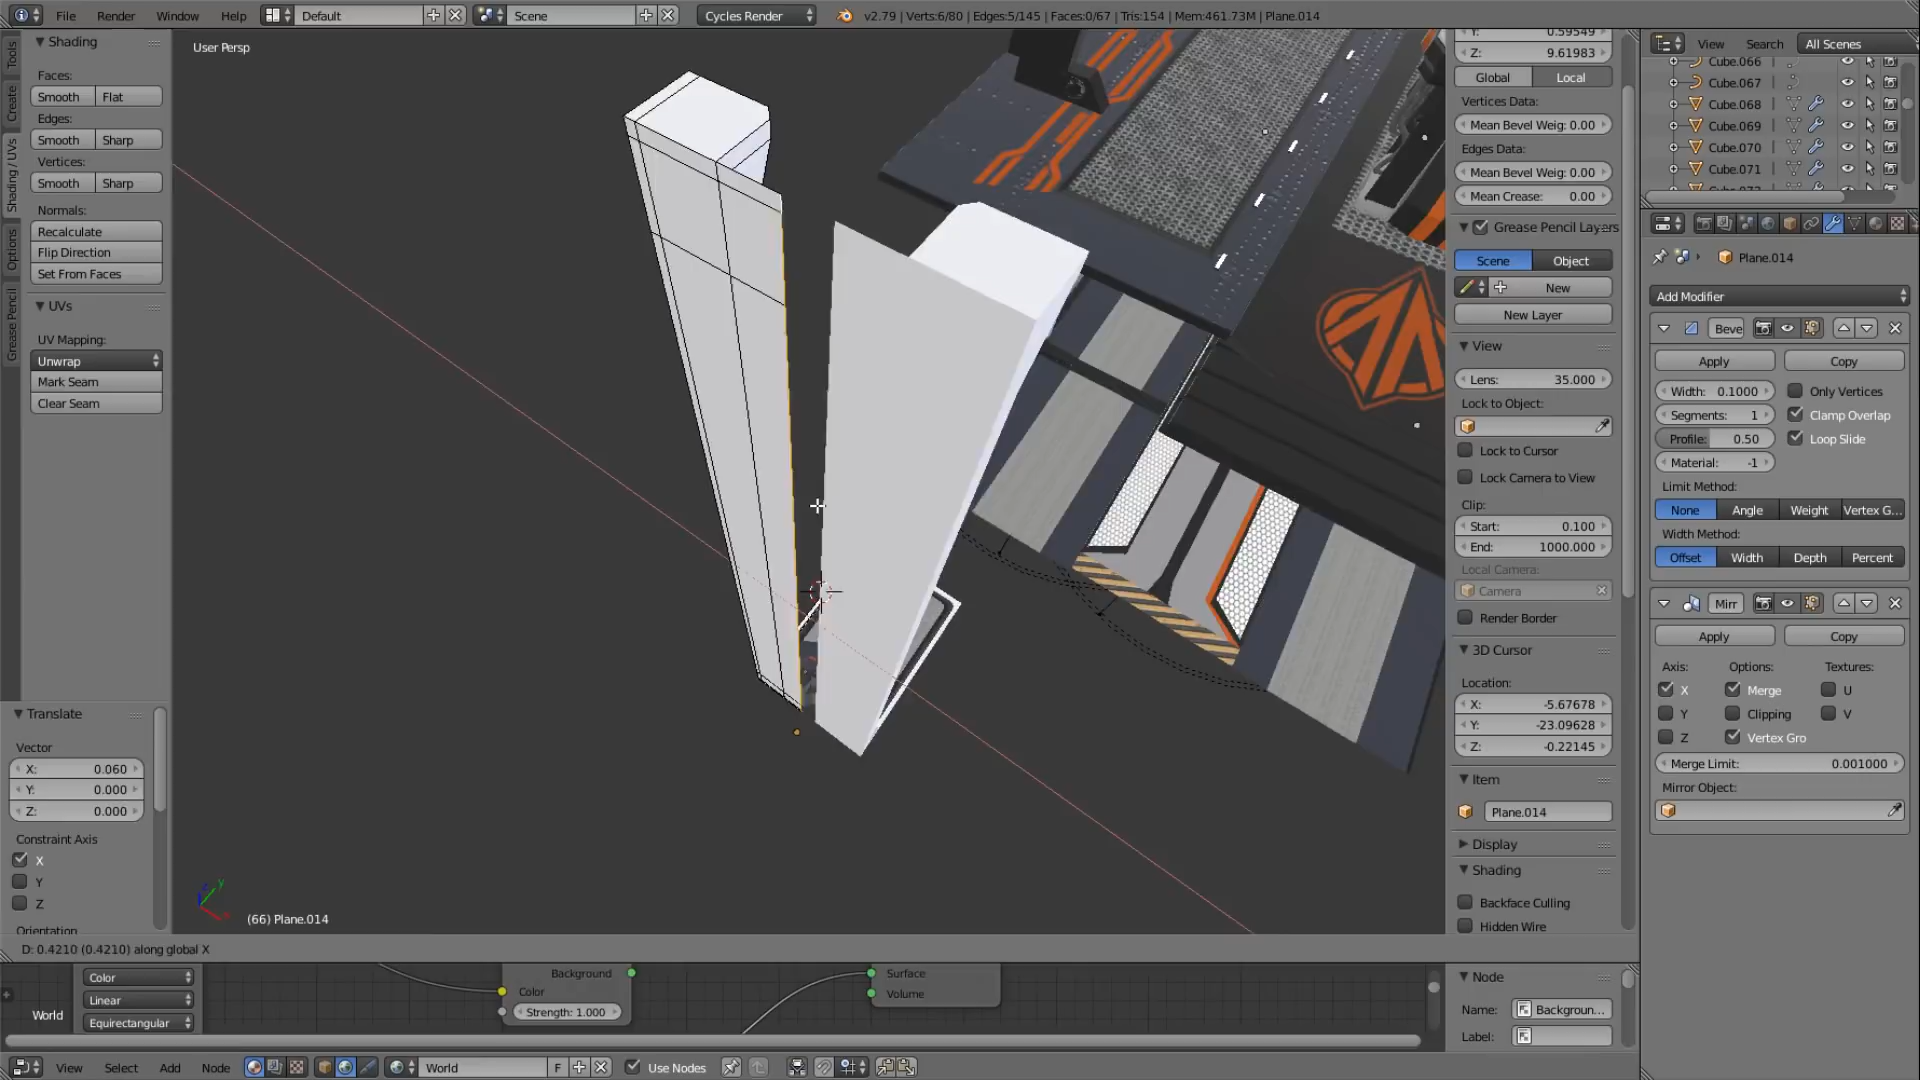 File
Render
Window
Help
Default
Scene
Cycles Render
v2.79 | Verts:6/80 | Edges:5/145 | Faces:0/67 | Tris:154 | Mem:461.73M | Plane.014
View
Search
All Scenes
Cube.066
Cube.067
Cube.068
Cube.069
Cube.070
Cube.071
Tools
Create
Shading / UVs
Options
Grease Pencil
Shading
Faces:
Smooth
Flat
Edges:
Smooth
Sharp
Vertices:
Smooth
Sharp
Normals:
Recalculate
Flip Direction
Set From Faces
UVs
UV Mapping:
Unwrap
Mark Seam
Clear Seam
Translate
Vector
X: 0.060
Y: 0.000
Z: 0.000
Constraint Axis
X
Y
Z
Orientation
User Persp
(66) Plane.014
D: 0.4210 (0.4210) along global X
Y: 0.59549
Z: 9.61983
Global
Local
Vertices Data:
Mean Bevel Weig: 0.00
Edges Data:
Mean Bevel Weig: 0.00
Mean Crease: 0.00
Grease Pencil Layers
Scene
Object
New
New Layer
View
Lens: 35.000
Lock to Object:
Lock to Cursor
Lock Camera to View
Clip:
Start: 0.100
End: 1000.000
Local Camera:
Camera
Render Border
3D Cursor
Location:
X: -5.67678
Y: -23.09628
Z: -0.22145
Item
Plane.014
Display
Shading
Backface Culling
Hidden Wire
Plane.014
Add Modifier
Beve
Apply
Copy
Width: 0.1000
Only Vertices
Segments: 1
Clamp Overlap
Profile: 0.50
Loop Slide
Material: -1
Limit Method:
None
Angle
Weight
Vertex G...
Width Method:
Offset
Width
Depth
Percent
Mirr
Apply
Copy
Axis:
Options:
Textures:
X
Merge
U
Y
Clipping
V
Z
Vertex Gro
Merge Limit: 0.001000
Mirror Object:
Color
Linear
Equirectangular
World
Background
Color
Strength: 1.000
Surface
Volume
Node
Name:
Backgroun...
Label:
View
Select
Add
Node
World
F
Use Nodes